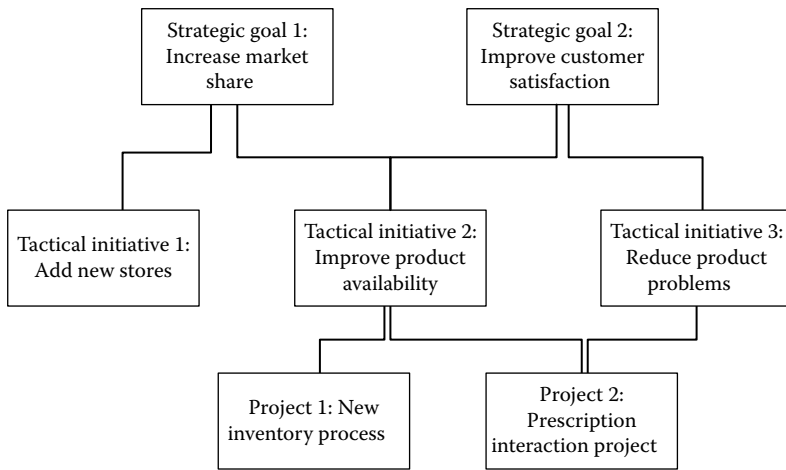 Strategic goal 1:
Increase market
share
Strategic goal 2:
Improve customer
satisfaction
Tactical initiative 1:
Add new stores
Tactical initiative 2:
Improve product
availability
Tactical initiative 3:
Reduce product
problems
Project 1: New
inventory process
Project 2:
Prescription
interaction project